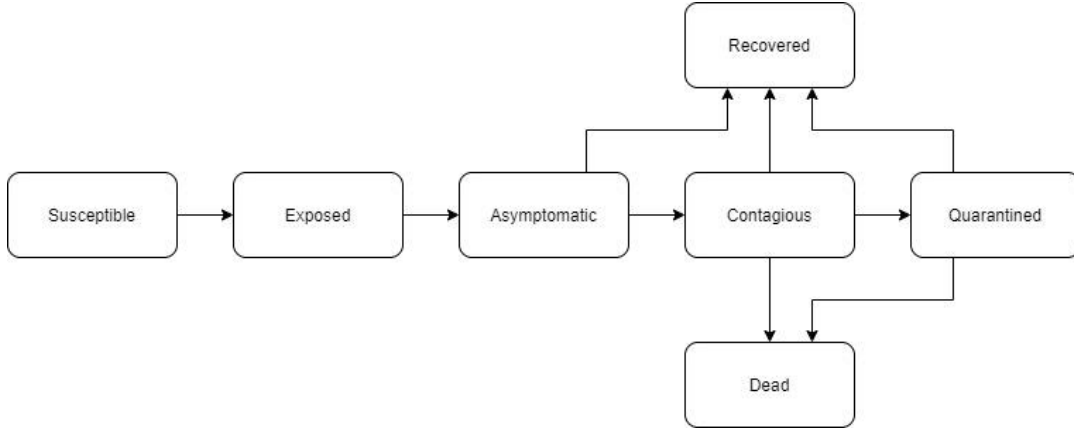 Recovered
Susceptible
Exposed
Asymptomatic
Contagious
Quarantined
Dead